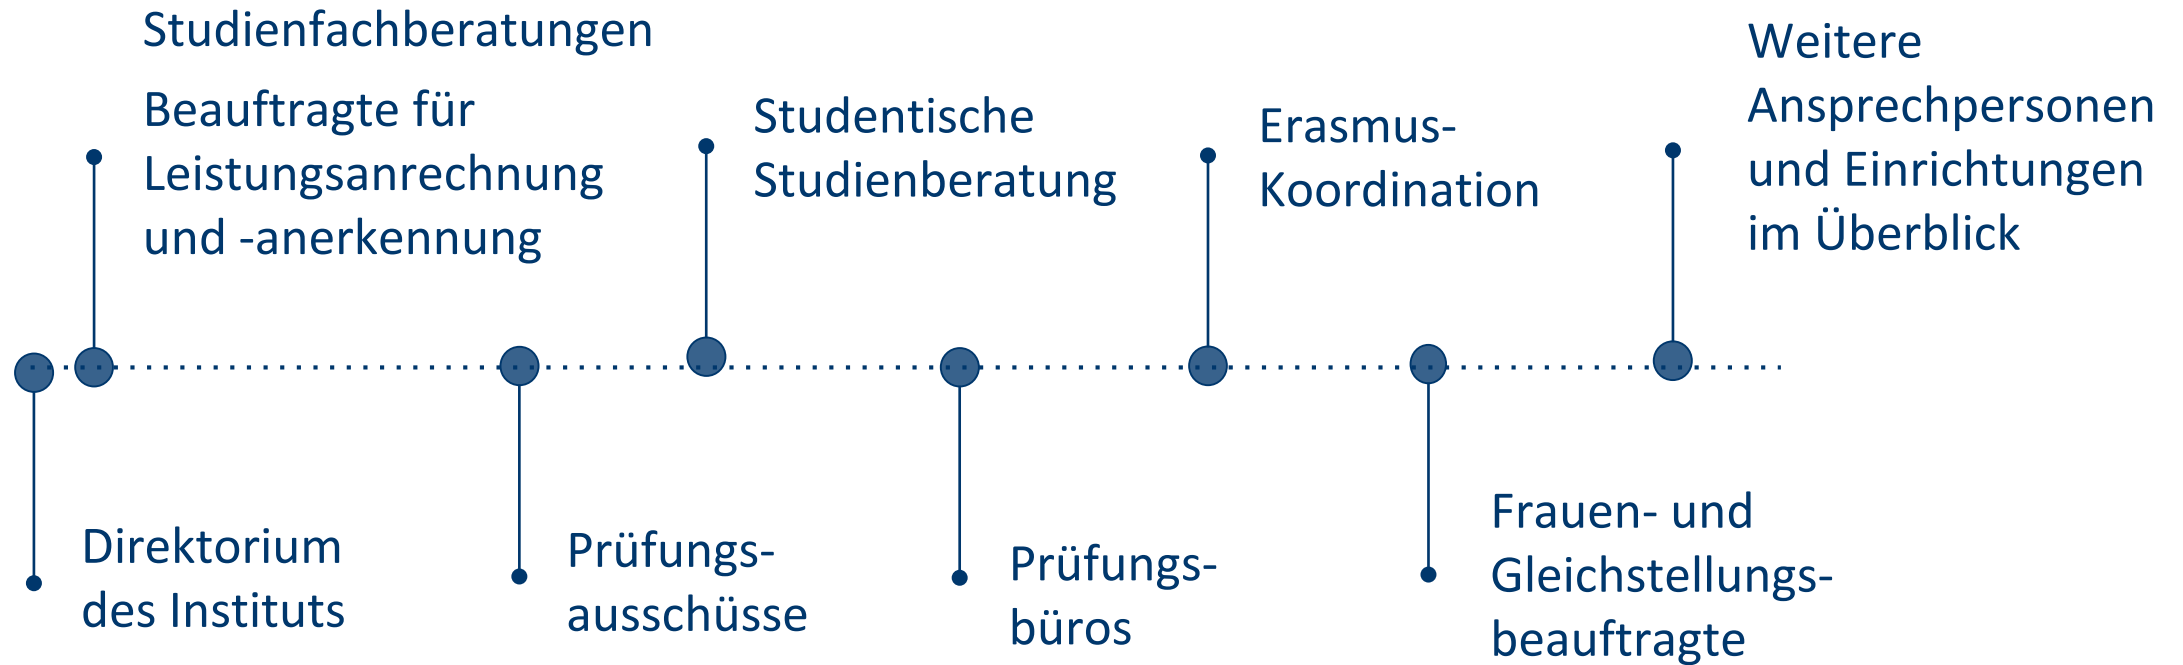 Studienfachberatungen
Beauftragte für
Leistungsanrechnung
und -anerkennung
Studentische
Studienberatung
Erasmus-
Koordination
Weitere
Ansprechpersonen
und Einrichtungen
im Überblick
Direktorium
des Instituts
Prüfungs-
ausschüsse
Prüfungs-
büros
Frauen- und
Gleichstellungs-
beauftragte